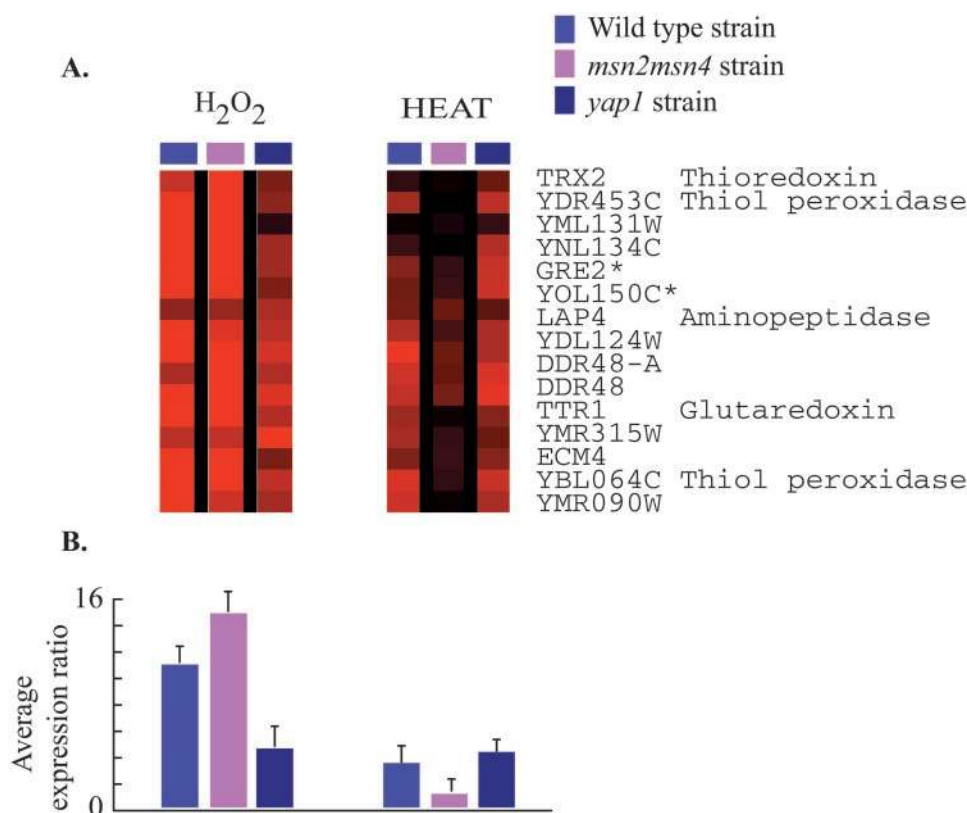 Wild type strain
msn2msn4 strain
yap1 strain
A.
H2O2
HEAT
TRX2 Thioredoxin
YDR453C Thiol peroxidase
YML131W
YNL134C
GRE2*
YOL150C*
LAP4 Aminopeptidase
YDL124W
DDR48-A
DDR48
TTR1 Glutaredoxin
YMR315W
ECM4
YBL064C Thiol peroxidase
YMR090W
B.
16
0
Average
expression ratio